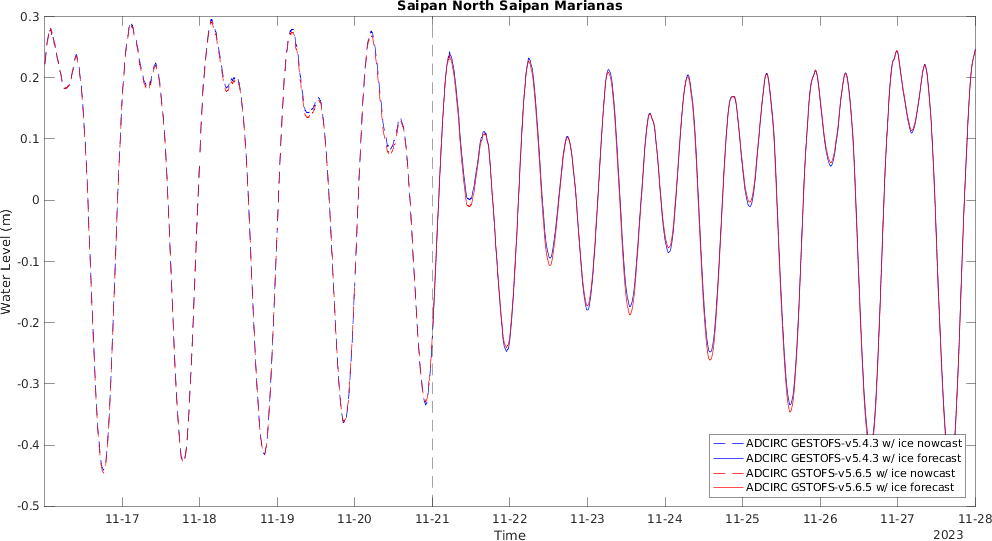 Saipan North Saipan Marianas
Water Level (m)
0.3
0.2
0.1
0
-0.1
-0.2
-0.3
-0.4
-0.5
ADCIRC GESTOFS-v5.4.3 w/ ice nowcast
ADCIRC GESTOFS-v5.4.3 w/ ice forecast
ADCIRC GSTOFS-v5.6.5 w/ ice nowcast
ADCIRC GSTOFS-v5.6.5 w/ ice forecast
11-17 11-18 11-19 11-20 11-21 11-22 11-23 11-24 11-25 11-26 11-27 11-28
Time
2023